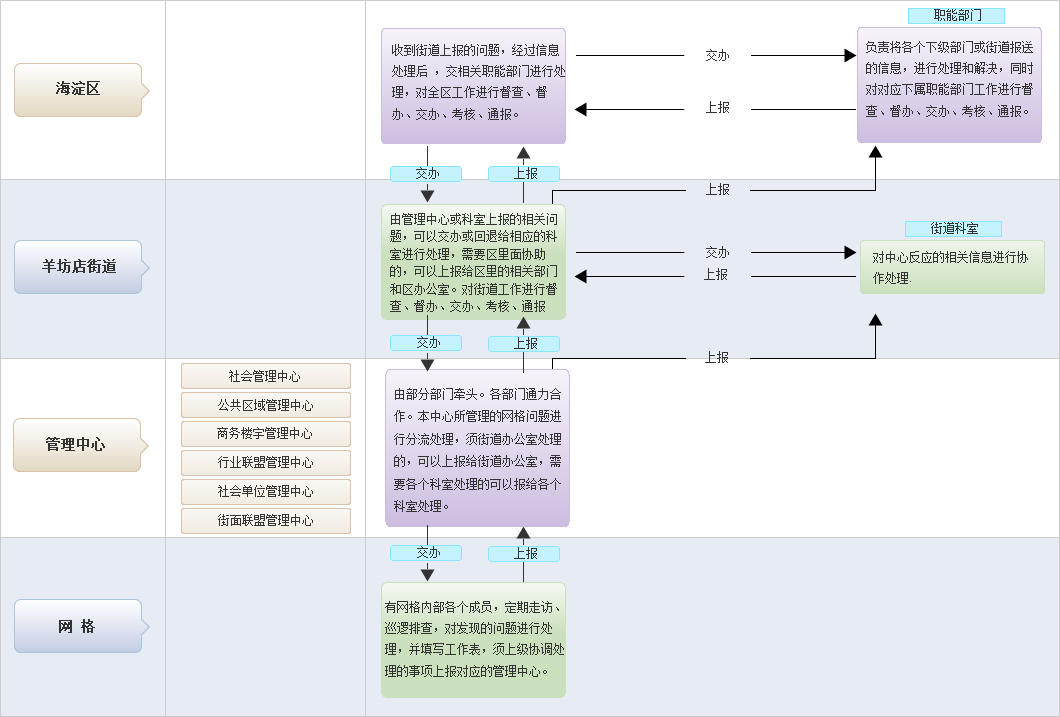 职能部门
海淀区
收到街道上报的问题，经过信息
处理后 ，交相关职能部门进行处
理，对全区工作进行督查、督
办、交办、考核、通报。
交办
上报
负责将各个下级部门或街道报送
的信息，进行处理和解决，同时
对对应下属职能部门工作进行督
查、督办、交办、考核、通报。
交办
上报
上报
羊坊店街道
由管理中心或科室上报的相关问
题，可以交办或回退给相应的科
室进行处理，需要区里面协助
的，可以上报给区里的相关部门
和区办公室。对街道工作进行督
查、督办、交办、考核、通报
交办
上报
街道科室
对中心反应的相关信息进行协
作处理.
交办
上报
上报
管理中心
社会管理中心
公共区域管理中心
商务楼宇管理中心
行业联盟管理中心
社会单位管理中心
街面联盟管理中心
由部分部门牵头。各部门通力合
作。本中心所管理的网格问题进
行分流处理，须街道办公室处理
的，可以上报给街道办公室，需
要各个科室处理的可以报给各个
科室处理。
交办
上报
网 格
有网格内部各个成员，定期走访、
巡逻排查，对发现的问题进行处
理，并填写工作表，须上级协调处
理的事项上报对应的管理中心。